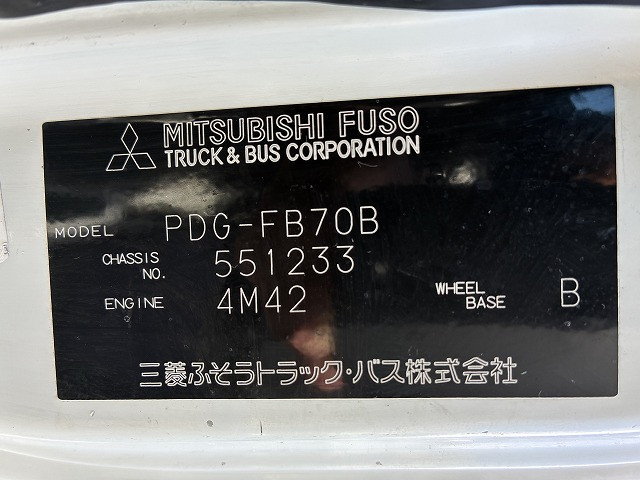 MITSUBISHI FUSO
TRUCK & BUS CORPORATION
MODEL PDG-FB70B
CHASSIS NO. 551233
ENGINE 4M42 WHEEL BASE B
三菱ふそうトラック・バス株式会社